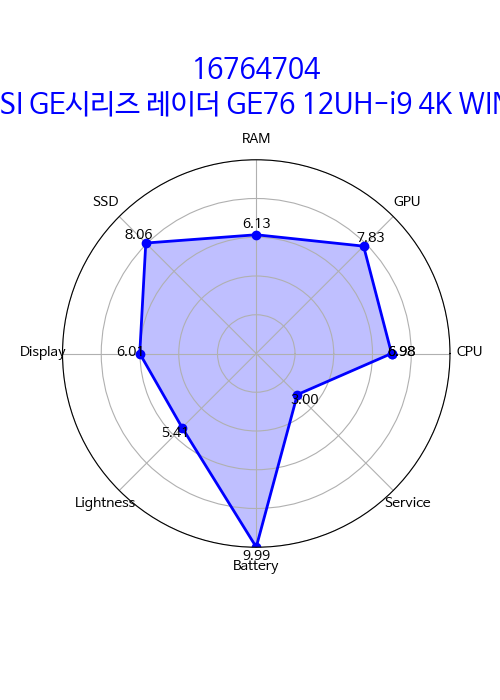 16764704
SI GE시리즈 레이더 GE76 12UH-i9 4K WIN
RAM
SSD
GPU
8.06
6.13
7.83
Display
6.01
6.98
CPU
5.41
3.00
Lightness
Service
9.99
Battery